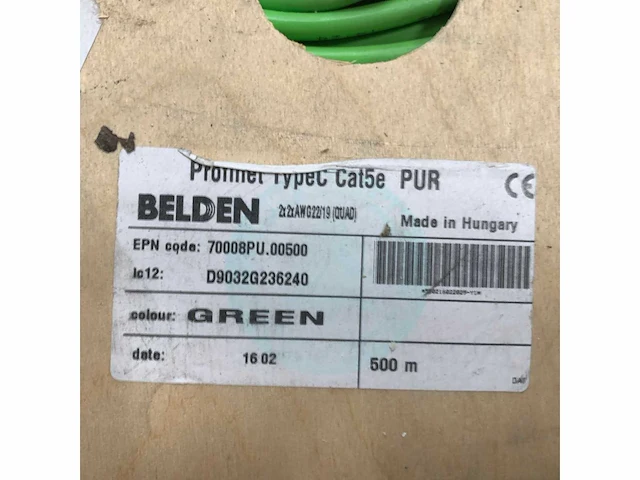 Profinet TypeC Cat5e PUR CE
BELDEN 2x2xAWG22/19 (QUAD) Made in Hungary
EPN code: 70008PU.00500
lc12: D9032G236240
colour: GREEN
date: 16 02 500 m